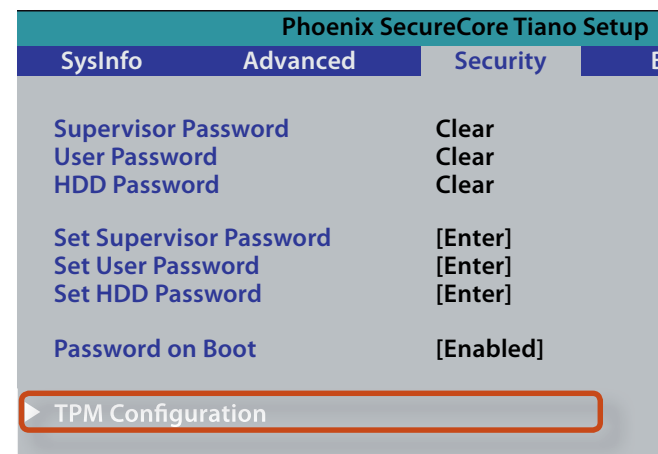 Phoenix SecureCore Tiano Setup
SysInfo Advanced Security
Supervisor Password Clear
User Password Clear
HDD Password Clear
Set Supervisor Password [Enter]
Set User Password [Enter]
Set HDD Password [Enter]
Password on Boot [Enabled]
TPM Configuration